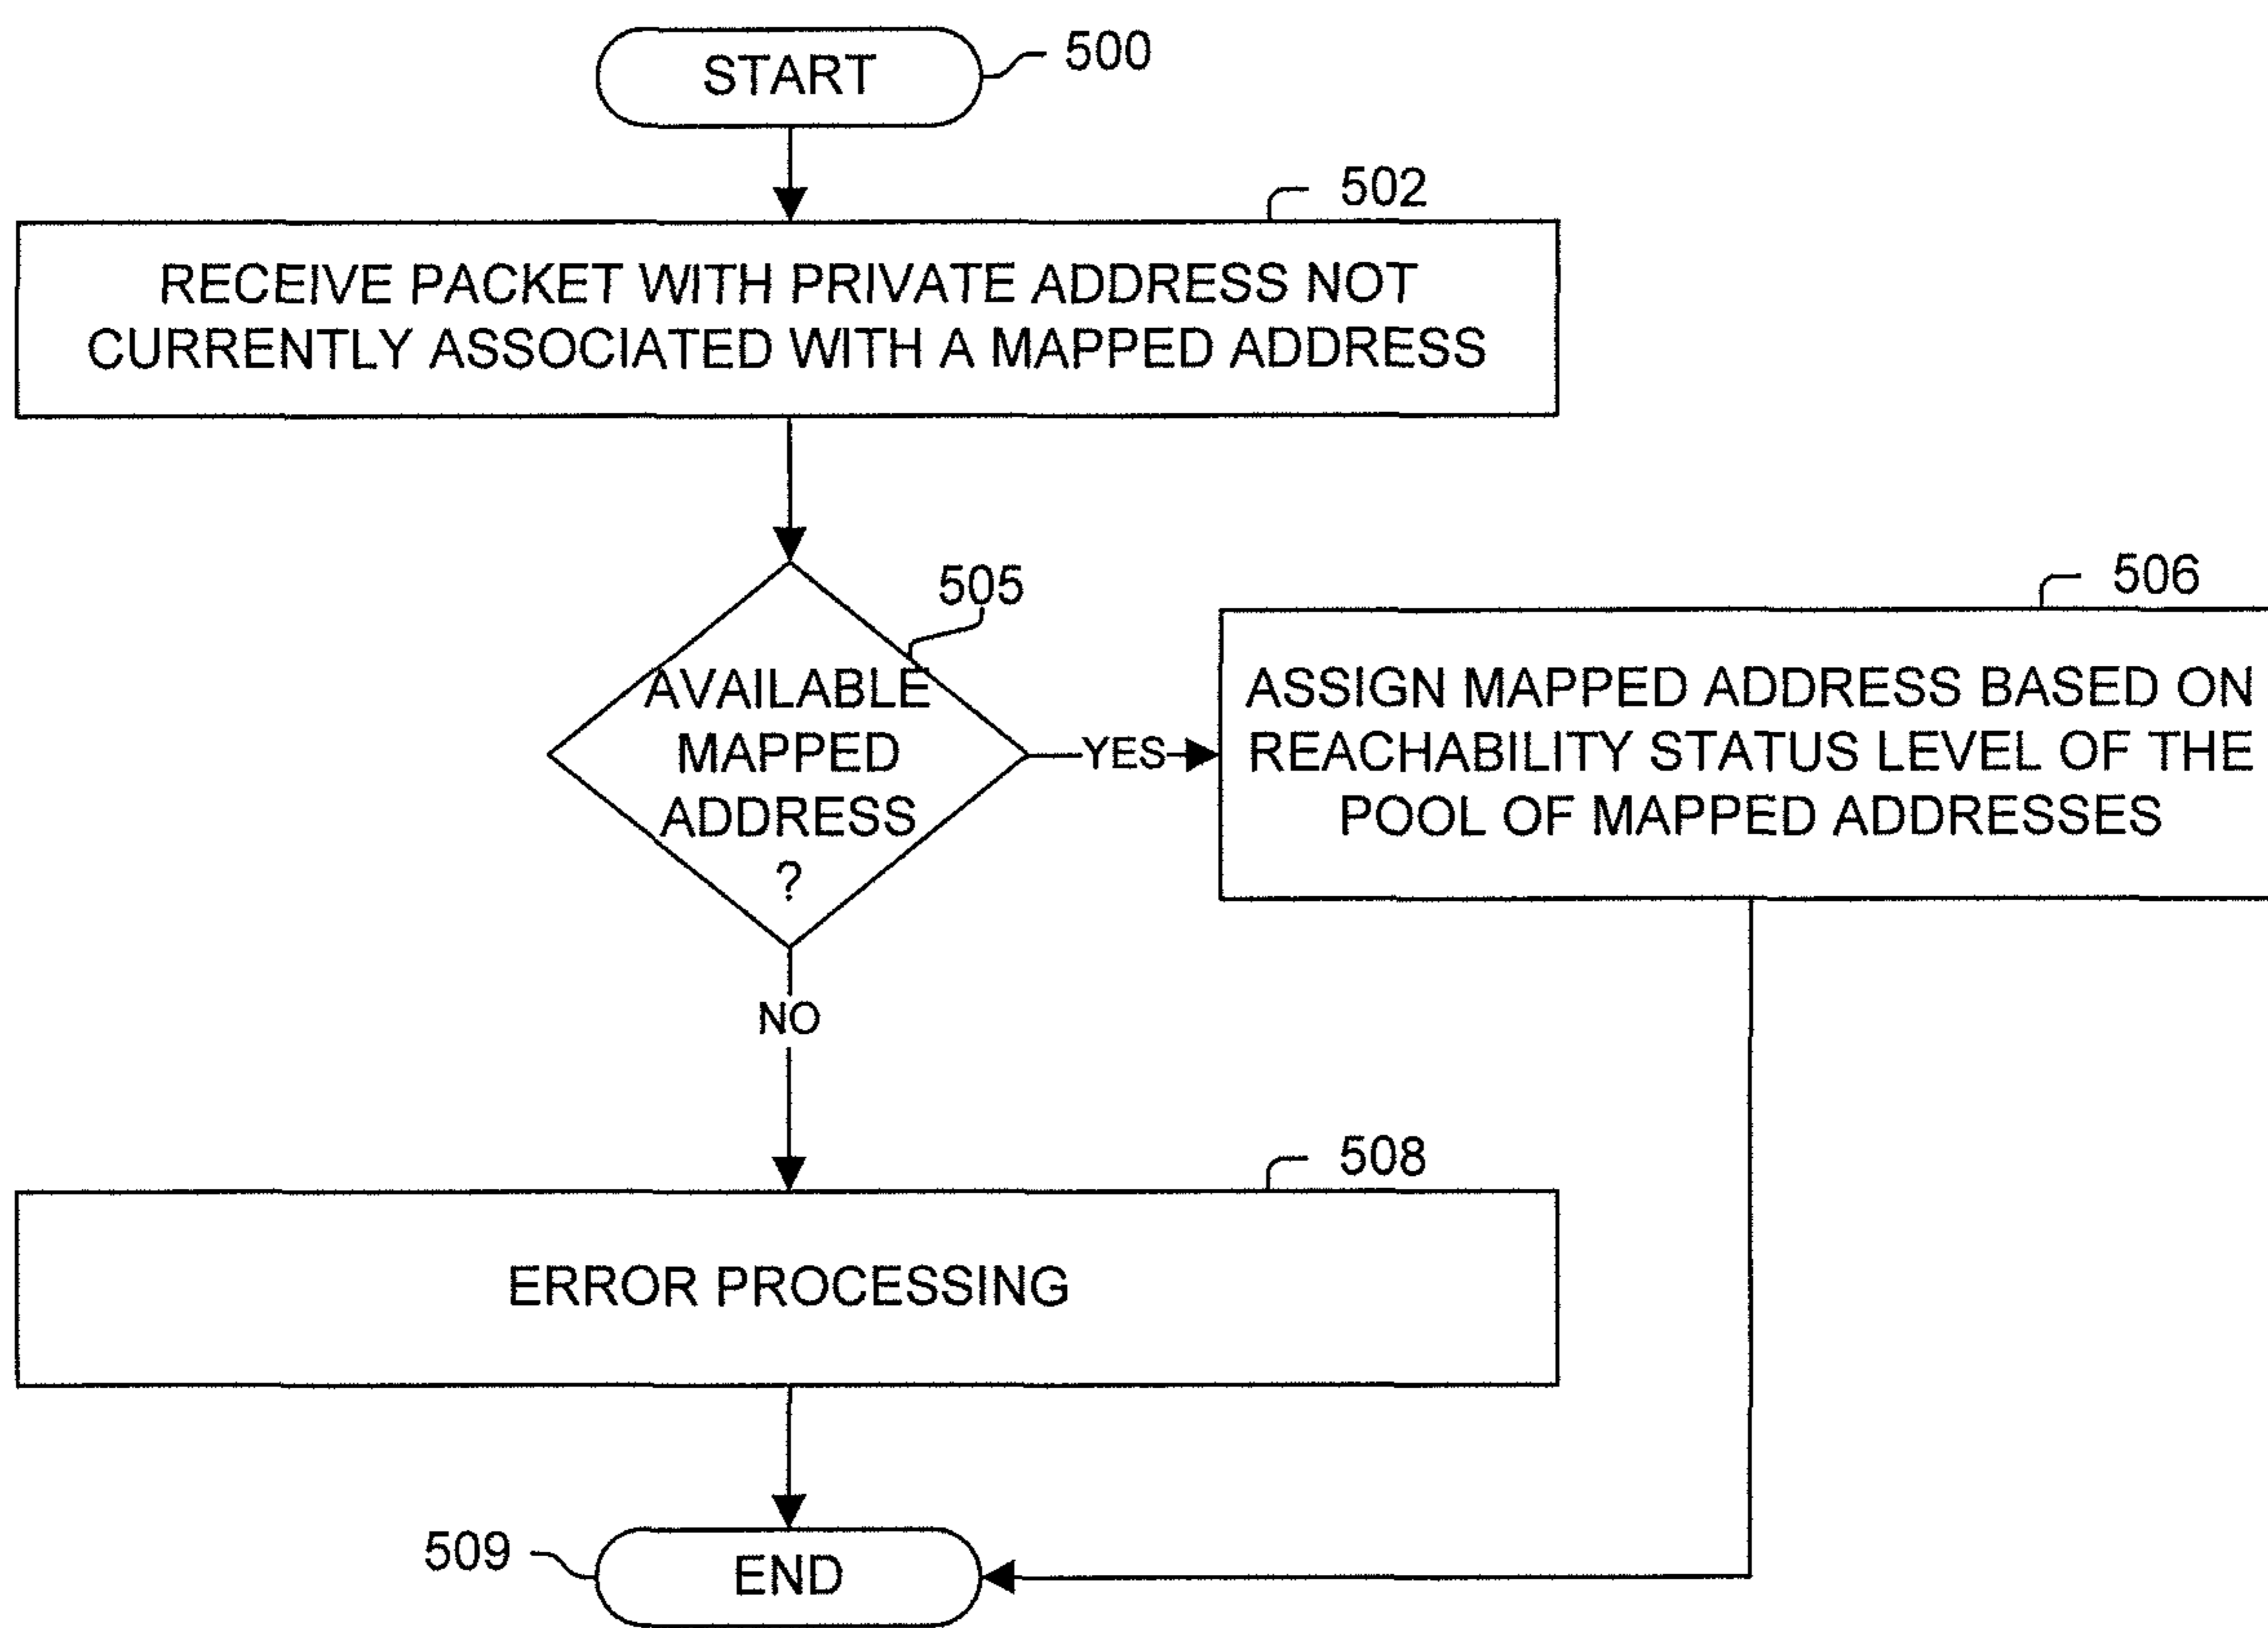 START
500
502
RECEIVE PACKET WITH PRIVATE ADDRESS NOT
CURRENTLY ASSOCIATED WITH A MAPPED ADDRESS
505
AVAILABLE
MAPPED
ADDRESS
?
YES
506
ASSIGN MAPPED ADDRESS BASED ON
REACHABILITY STATUS LEVEL OF THE
POOL OF MAPPED ADDRESSES
NO
508
ERROR PROCESSING
509
END